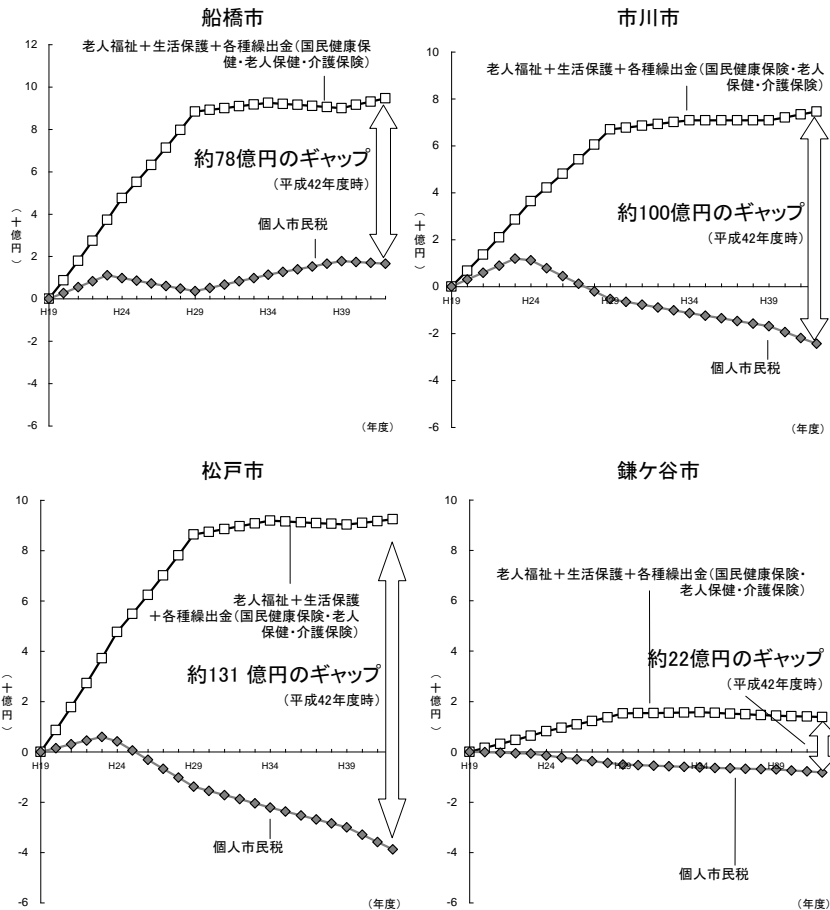 船橋市
12
10
8
6
4
2
0
-2
-4
-6
(十億円)
老人福祉+生活保護+各種繰出金(国民健康保
健・老人保健・介護保険)
約78億円のギャップ
(平成42年度時)
個人市民税
H19
H24
H29
H34
H39
(年度)
市川市
10
8
6
4
2
0
-2
-4
-6
(十億円)
老人福祉+生活保護+各種繰出金(国民健康保険・老人
保健・介護保険)
約100億円のギャップ
(平成42年度時)
H19
H24
H29
H34
H39
個人市民税
(年度)
松戸市
10
8
6
4
2
0
-2
-4
-6
(十億円)
老人福祉+生活保護
+各種繰出金(国民健康保険・老人
保健・介護保険)
約131 億円のギャップ
(平成42年度時)
H19
H24
H29
H34
H39
個人市民税
(年度)
鎌ケ谷市
10
8
6
4
2
0
-2
-4
-6
(十億円)
老人福祉+生活保護+各種繰出金(国民健康保険・
老人保健・介護保険)
約22億円のギャップ
(平成42年度時)
H19
H24
H29
H34
H39
個人市民税
(年度)